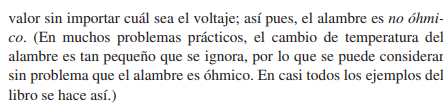 valor sin importar cuál sea el voltaje; así pues, el alambre es no óhmi-
co. (En muchos problemas prácticos, el cambio de temperatura del
alambre es tan pequeño que se ignora, por lo que se puede considerar
sin problema que el alambre es óhmico. En casi todos los ejemplos del
libro se hace así.)